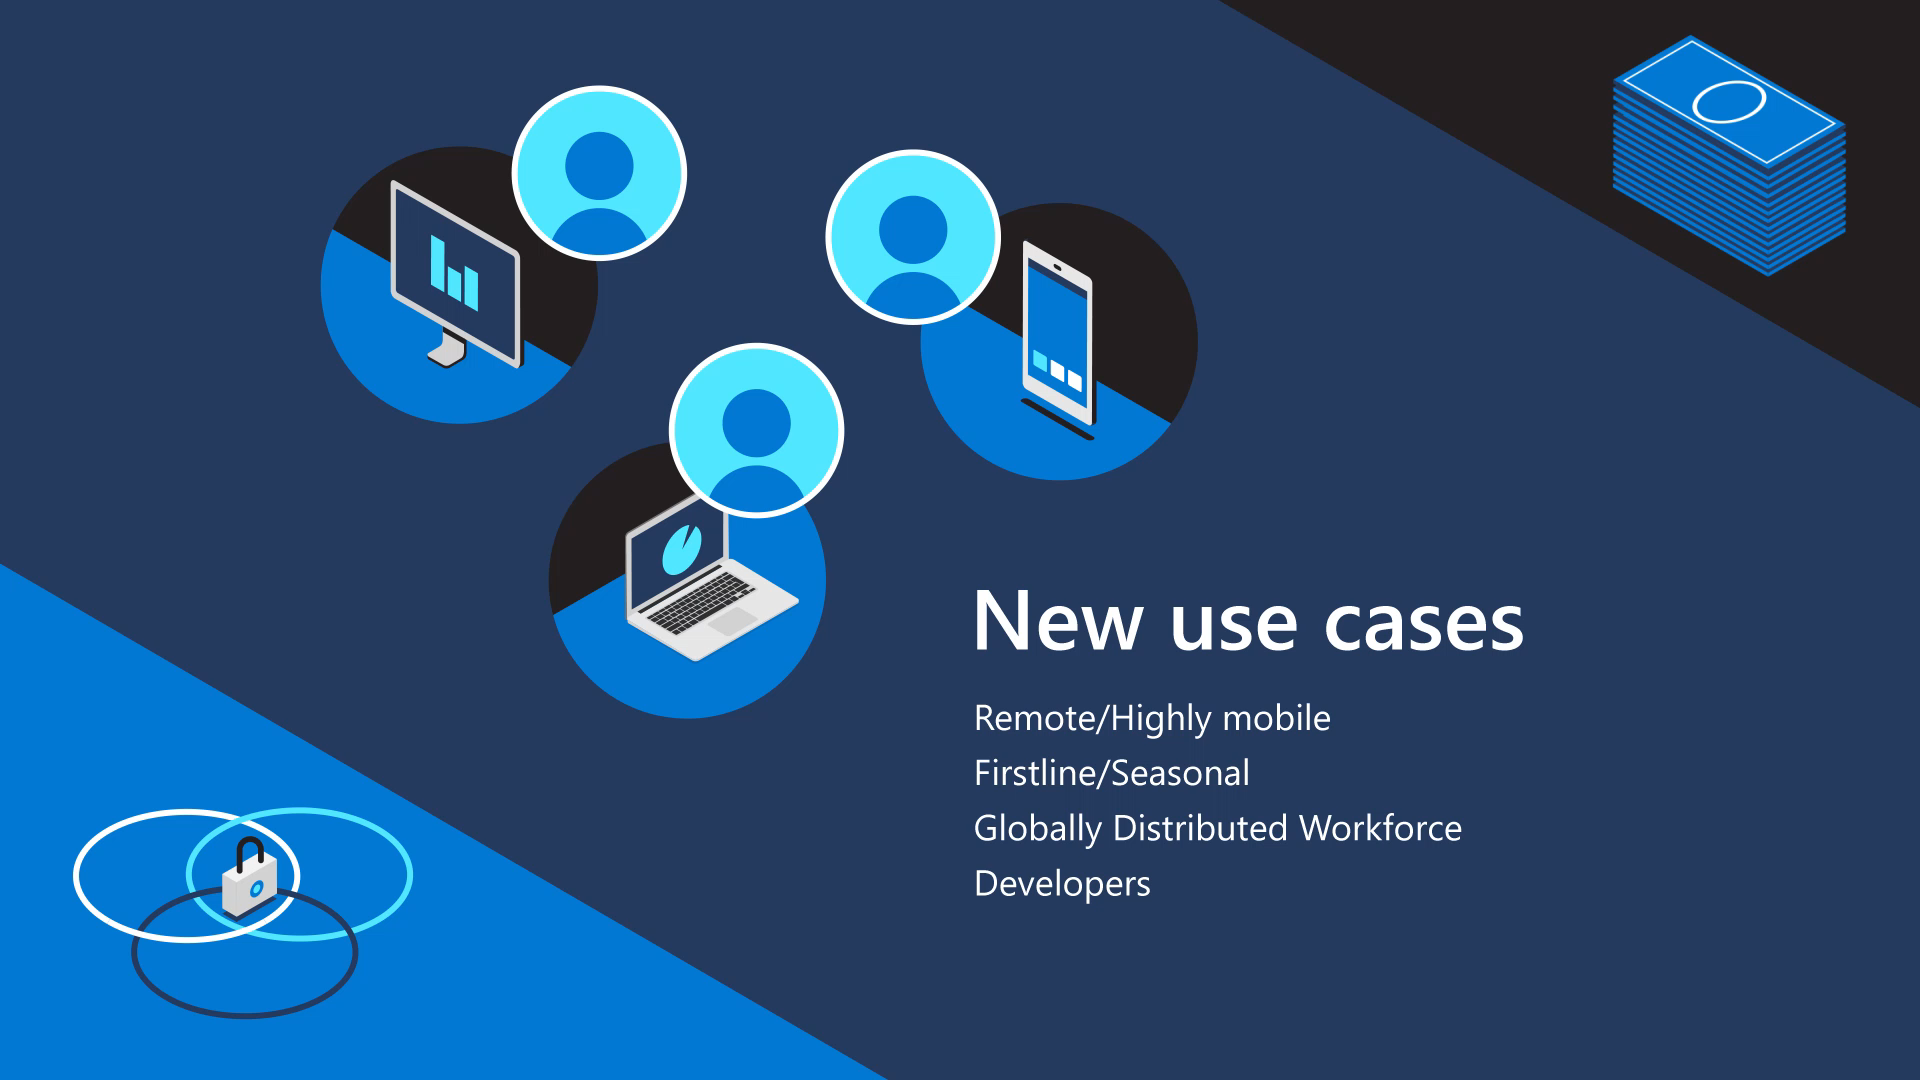 New use cases
Remote/Highly mobile
Firstline/Seasonal
Globally Distributed Workforce
Developers